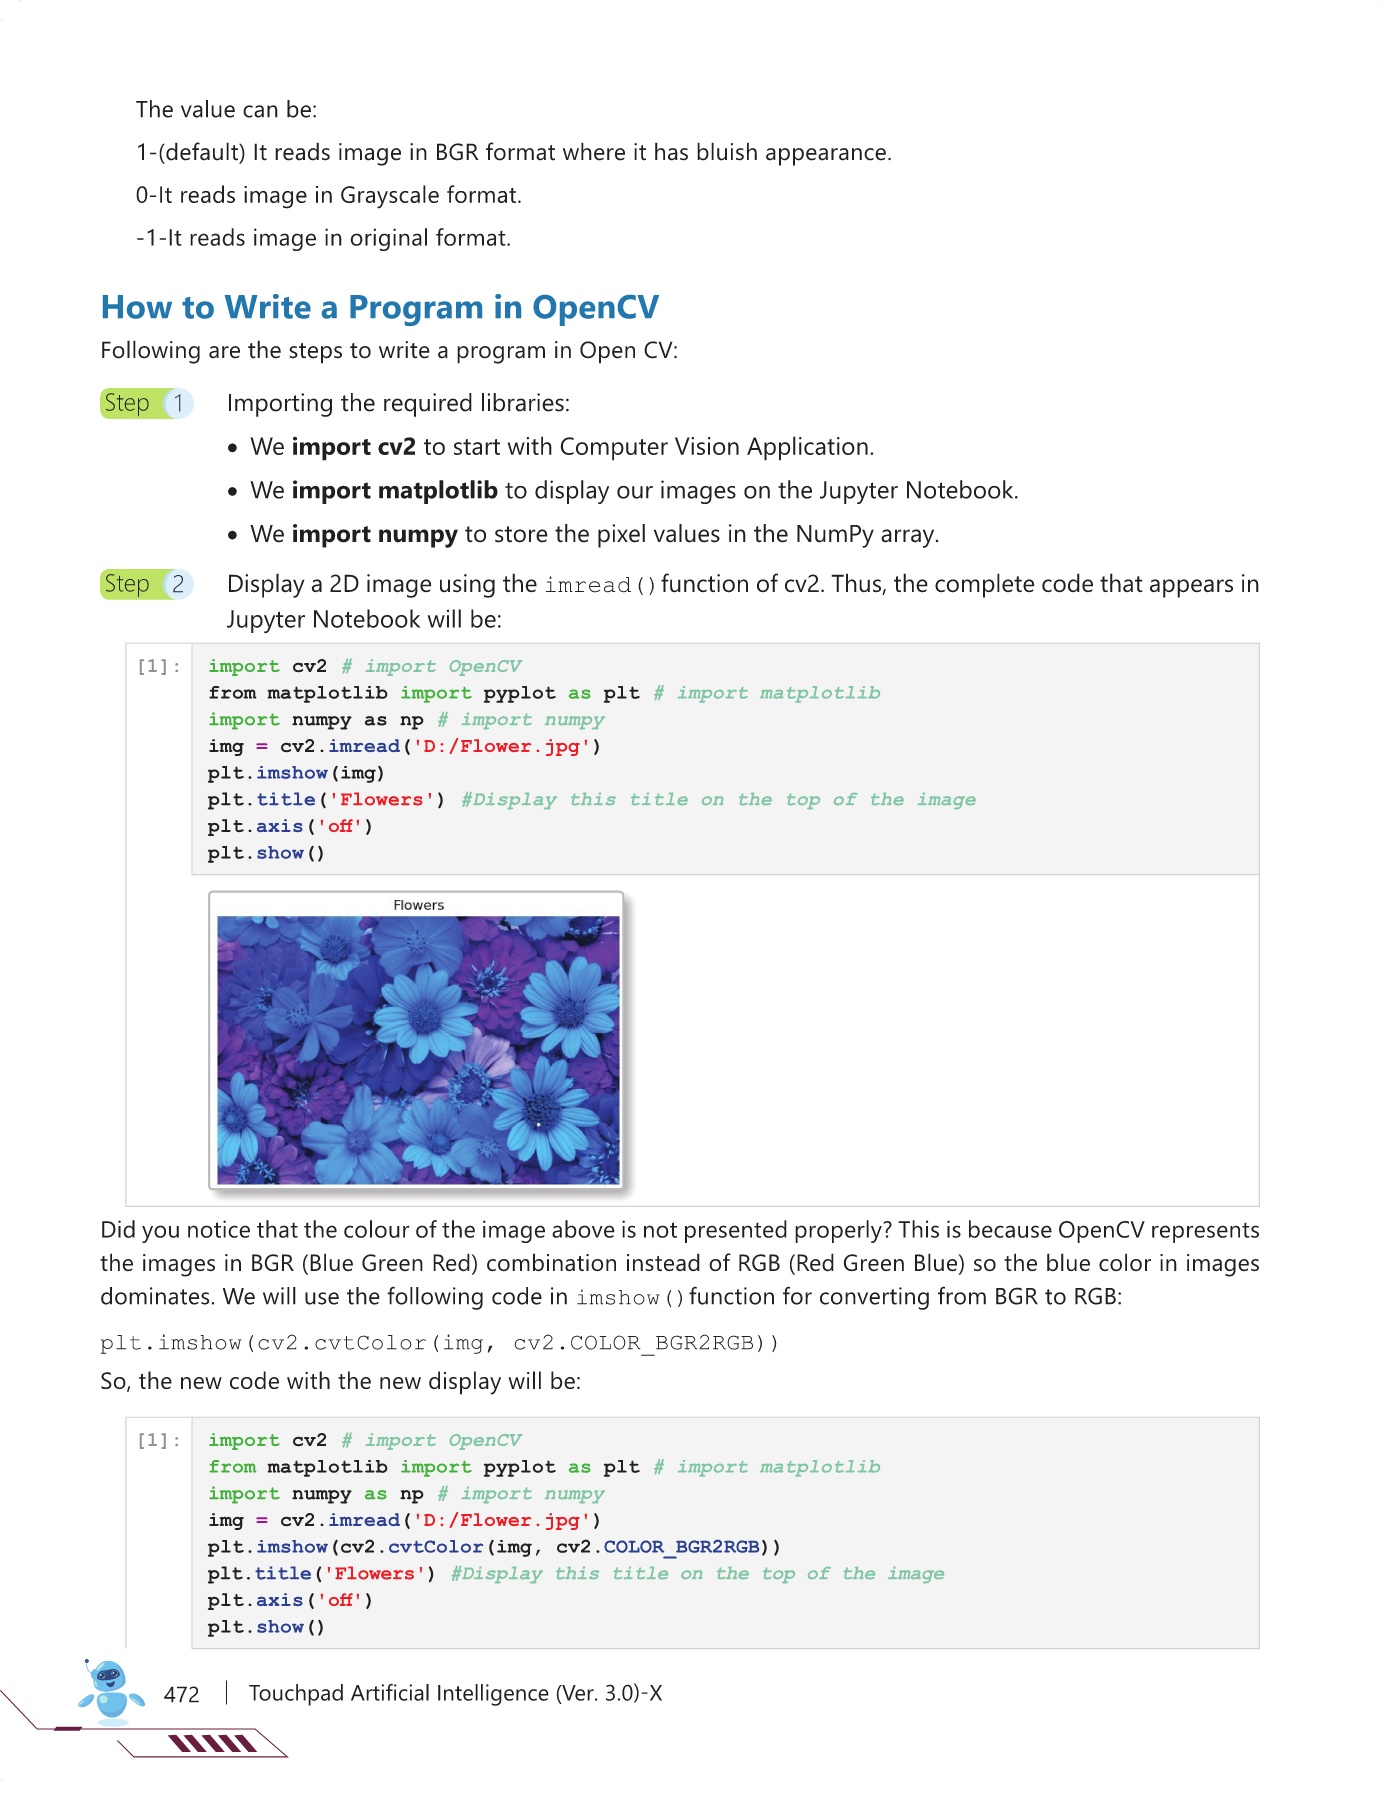 The value can be:
1-(default) It reads image in BGR format where it has bluish appearance.
0-It reads image in Grayscale format.
-1-It reads image in original format.
How to Write a Program in OpenCV
Following are the steps to write a program in Open CV:
Step 1 Importing the required libraries:
• We import cv2 to start with Computer Vision Application.
• We import matplotlib to display our images on the Jupyter Notebook.
• We import numpy to store the pixel values in the NumPy array.
Step 2 Display a 2D image using the imread() function of cv2. Thus, the complete code that appears in
Jupyter Notebook will be:
[1]: import cv2 # import OpenCV
from matplotlib import pyplot as plt # import matplotlib
import numpy as np # import numpy
img = cv2.imread('D:/Flower.jpg')
plt.imshow(img)
plt.title('Flowers') #Display this title on the top of the image
plt.axis('off')
plt.show()
Flowers
Did you notice that the colour of the image above is not presented properly? This is because OpenCV represents
the images in BGR (Blue Green Red) combination instead of RGB (Red Green Blue) so the blue color in images
dominates. We will use the following code in imshow() function for converting from BGR to RGB:
plt.imshow(cv2.cvtColor(img, cv2.COLOR_BGR2RGB))
So, the new code with the new display will be:
[1]: import cv2 # import OpenCV
from matplotlib import pyplot as plt # import matplotlib
import numpy as np # import numpy
img = cv2.imread('D:/Flower.jpg')
plt.imshow(cv2.cvtColor(img, cv2.COLOR_BGR2RGB))
plt.title('Flowers') #Display this title on the top of the image
plt.axis('off')
plt.show()
472 | Touchpad Artificial Intelligence (Ver. 3.0)-X